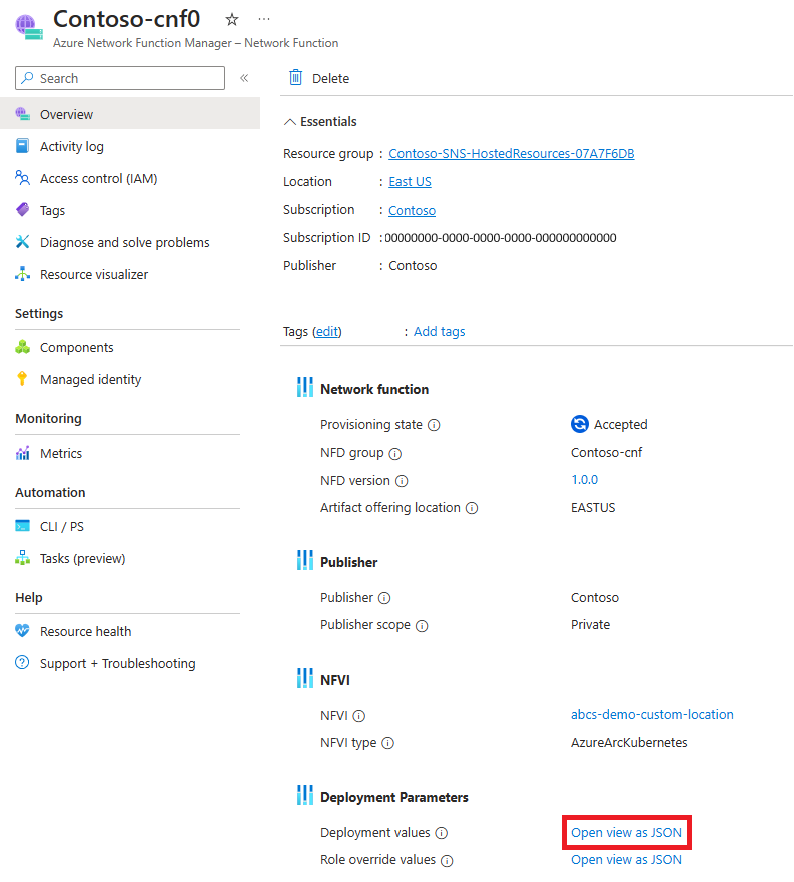 Contoso-cnf0
Azure Network Function Manager – Network Function
Search
Overview
Activity log
Access control (IAM)
Tags
Diagnose and solve problems
Resource visualizer
Settings
Components
Managed identity
Monitoring
Metrics
Automation
CLI / PS
Tasks (preview)
Help
Resource health
Support + Troubleshooting
Delete
Essentials
Resource group : Contoso-SNS-HostedResources-07A7F6DB
Location : East US
Subscription : Contoso
Subscription ID :00000000-0000-0000-0000-000000000000
Publisher : Contoso
Tags (edit) : Add tags
Network function
Provisioning state Accepted
NFD group Contoso-cnf
NFD version 1.0.0
Artifact offering location EASTUS
Publisher
Publisher Contoso
Publisher scope Private
NFVI
NFVI abcs-demo-custom-location
NFVI type AzureArcKubernetes
Deployment Parameters
Deployment values Open view as JSON
Role override values Open view as JSON